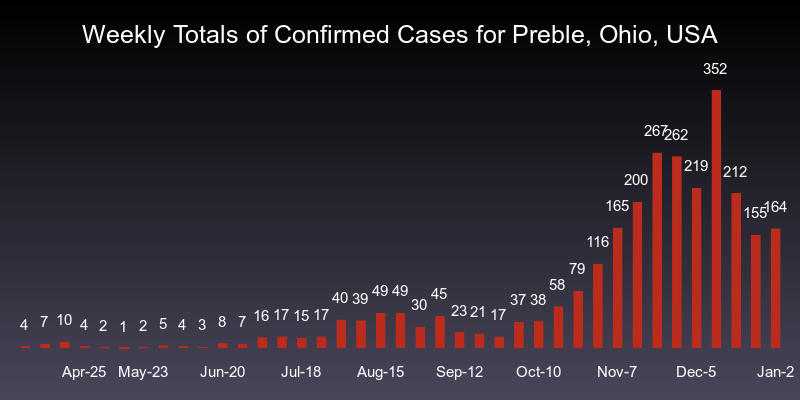 Weekly Totals of Confirmed Cases for Preble, Ohio, USA
352
267 262
219
212
200
165
155 164
116
79
58
40 39 49 49 30 45 23 21 17 37 38
4 7 10 4 2 1 2 5 4 3 8 7 16 17 15 17
Apr-25 May-23 Jun-20 Jul-18 Aug-15 Sep-12 Oct-10 Nov-7 Dec-5 Jan-2